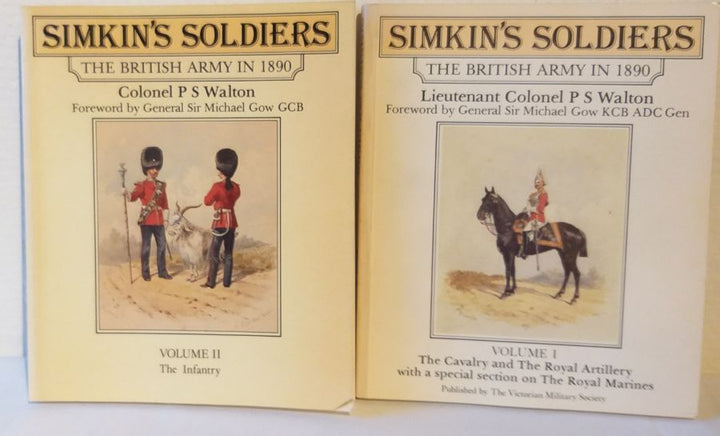 SIMKIN'S SOLDIERS
THE BRITISH ARMY IN 1890
Colonel P S Walton
Foreword by General Sir Michael Gow GCB
VOLUME II
The Infantry
SIMKIN'S SOLDIERS
THE BRITISH ARMY IN 1890
Lieutenant Colonel P S Walton
Foreword by General Sir Michael Gow KCB ADC Gen
VOLUME I
The Cavalry and The Royal Artillery
with a special section on The Royal Marines
Published by The Victorian Military Society